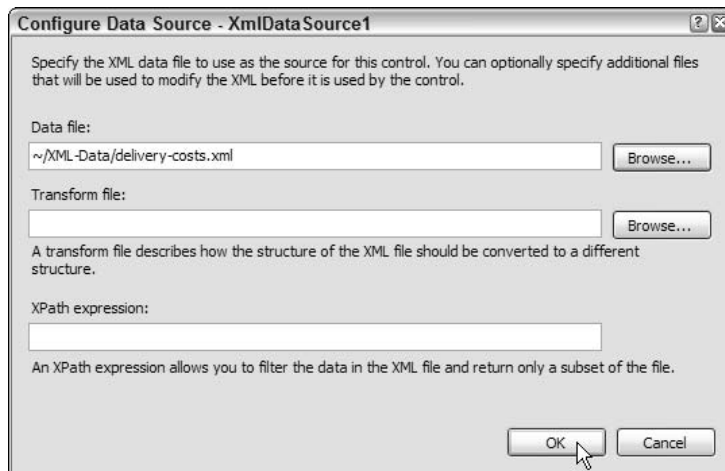 Configure Data Source - XmlDataSource1
Specify the XML data file to use as the source for this control. You can optionally specify additional files
that will be used to modify the XML before it is used by the control.
Data file:
~/XML-Data/delivery-costs.xml
Browse...
Transform file:
Browse...
A transform file describes how the structure of the XML file should be converted to a different
structure.
XPath expression:
An XPath expression allows you to filter the data in the XML file and return only a subset of the file.
OK
Cancel